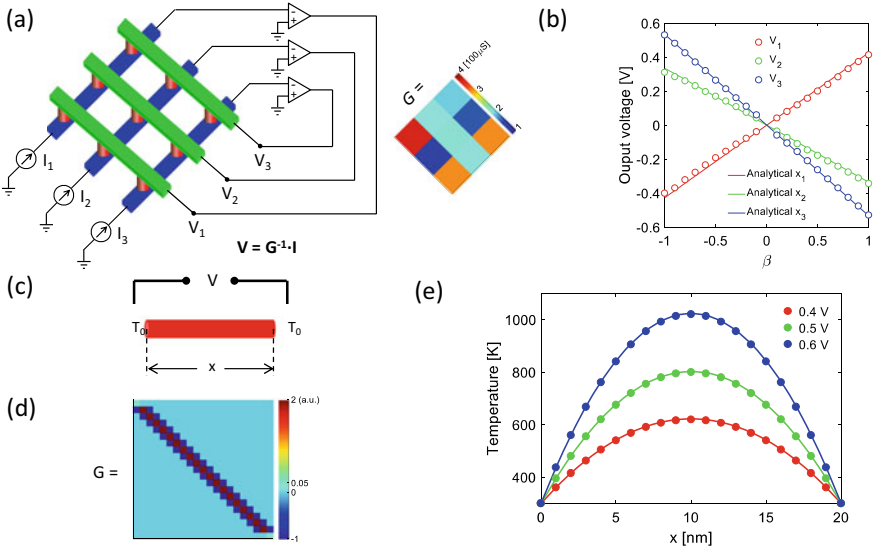 (a)
I1
I2
I3
V3
V2
V1
V = G-1·I
G =
4 [100µS]
3
2
1
(b)
Ouput voltage [V]
0.6
0.4
0.2
0
-0.2
-0.4
-0.6
-1
-0.5
0
0.5
1
β
V1
V2
V3
Analytical x1
Analytical x2
Analytical x3
(c)
V
T0
T0
x
(d)
G =
2 (a.u.)
1
0.05
0
-1
(e)
Temperature [K]
1000
800
600
400
0
5
10
15
20
x [nm]
0.4 V
0.5 V
0.6 V